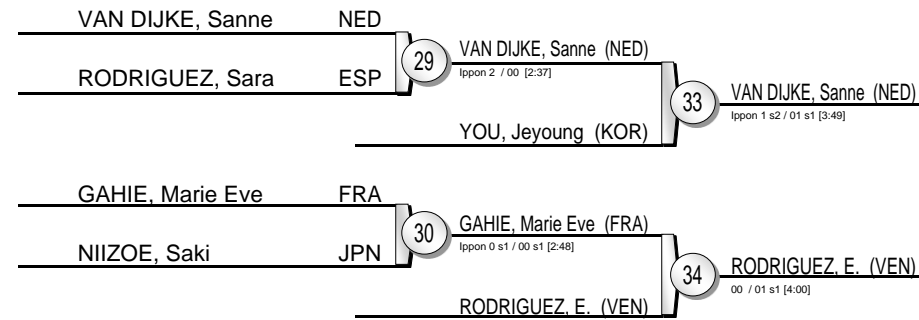 VAN DIJKE, Sanne NED
RODRIGUEZ, Sara ESP
29
VAN DIJKE, Sanne (NED)
Ippon 2 / 00 [2:37]
YOU, Jeyoung (KOR)
33
VAN DIJKE, Sanne (NED)
Ippon 1 s2 / 01 s1 [3:49]
GAHIE, Marie Eve FRA
NIIZOE, Saki JPN
30
GAHIE, Marie Eve (FRA)
Ippon 0 s1 / 00 s1 [2:48]
RODRIGUEZ, E. (VEN)
34
RODRIGUEZ, E. (VEN)
00 / 01 s1 [4:00]